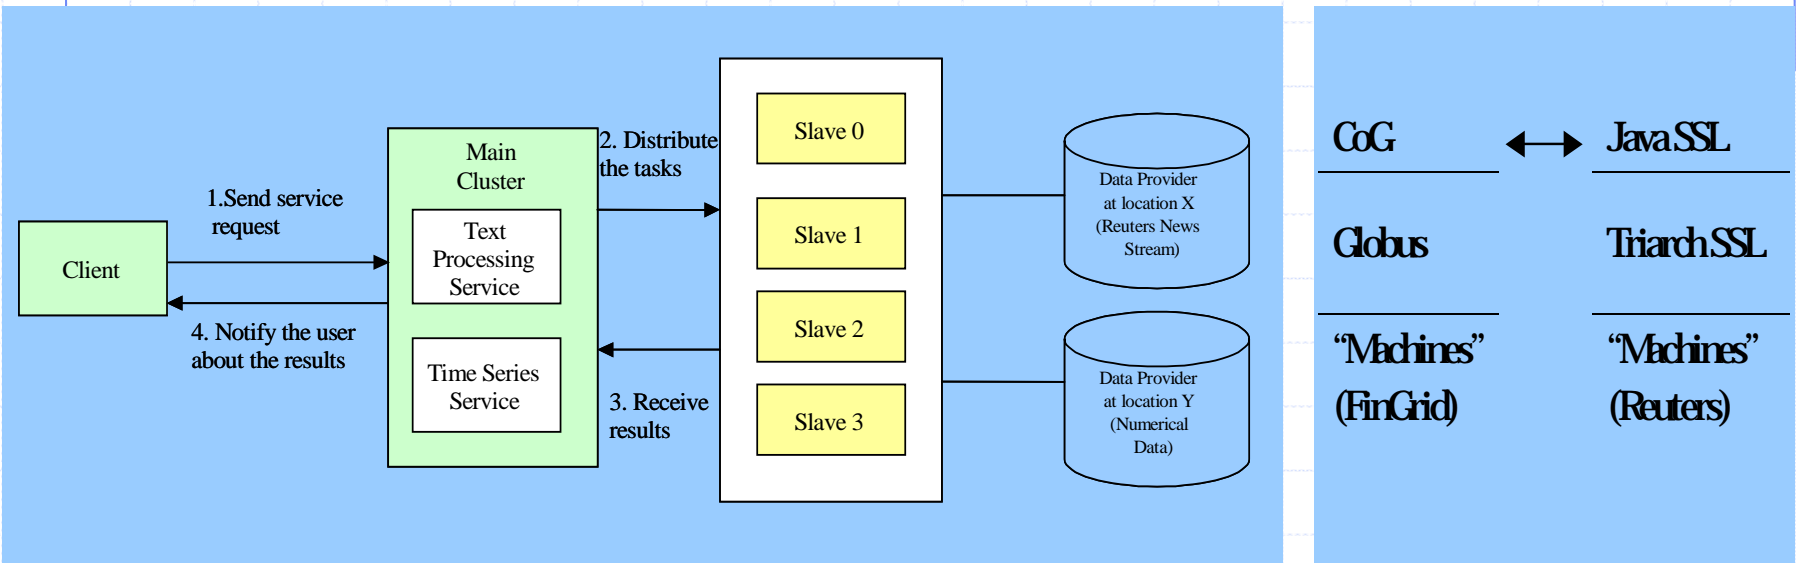 Client
1.Send service
request
4. Notify the user
about the results
Main
Cluster
Text
Processing
Service
Time Series
Service
2. Distribute
the tasks
3. Receive
results
Slave 0
Slave 1
Slave 2
Slave 3
Data Provider
at location X
(Reuters News
Stream)
Data Provider
at location Y
(Numerical
Data)
CoG
Java SSL
Globus
Triarch SSL
“Machines”
(FinGrid)
“Machines”
(Reuters)